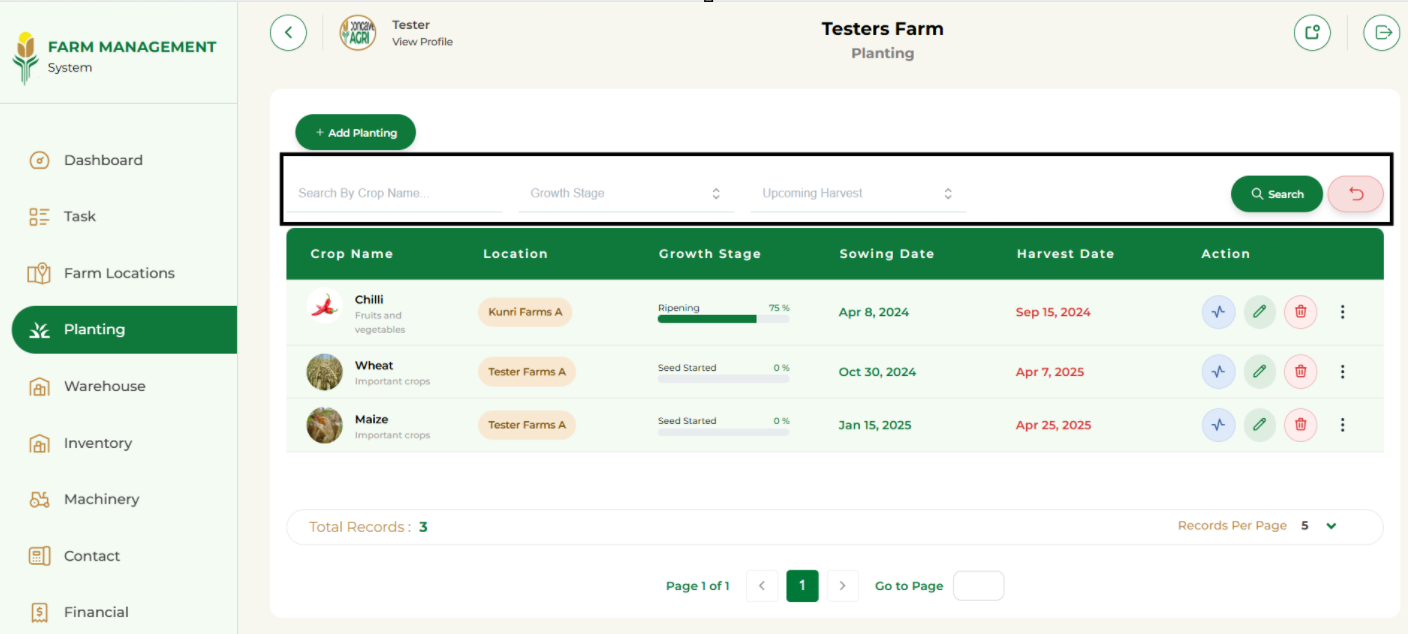 FARM MANAGEMENT
System
Dashboard
Task
Farm Locations
Planting
Warehouse
Inventory
Machinery
Contact
Financial
AGRI
Tester
View Profile
Testers Farm
Planting
+ Add Planting
Search By Crop Name...
Growth Stage
Upcoming Harvest
Search
Crop Name Location Growth Stage Sowing Date Harvest Date Action
Chilli
Fruits and
vegetables
Kunri Farms A
Ripening 75 %
Apr 8, 2024
Sep 15, 2024
Wheat
Important crops
Tester Farms A
Seed Started 0 %
Oct 30, 2024
Apr 7, 2025
Maize
Important crops
Tester Farms A
Seed Started 0 %
Jan 15, 2025
Apr 25, 2025
Total Records : 3
Records Per Page 5
Page 1 of 1 < 1 > Go to Page